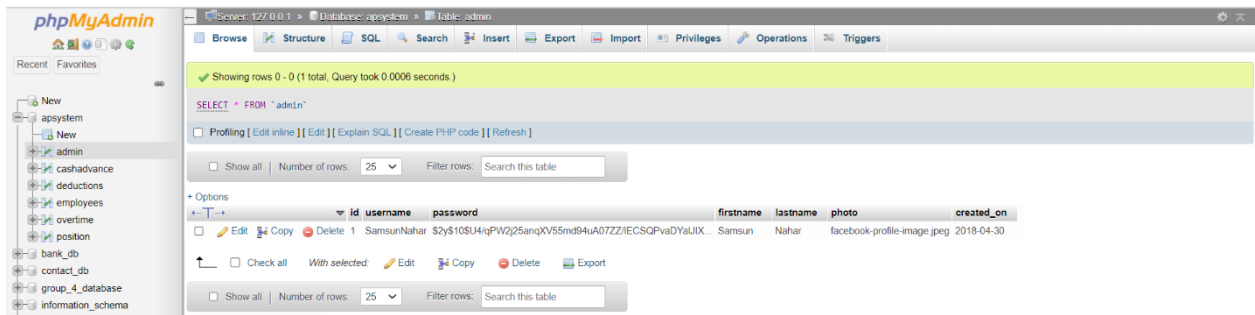 phpMyAdmin
Recent Favorites
New
apsystem
New
admin
cashadvance
deductions
employees
overtime
position
bank_db
contact_db
group_4_database
information_schema
Server: 127.0.0.1 » Database: apsystem » Table: admin
Browse Structure SQL Search Insert Export Import Privileges Operations Triggers
Showing rows 0 - 0 (1 total, Query took 0.0006 seconds.)
SELECT * FROM `admin`
Profiling [ Edit inline ] [ Edit ] [ Explain SQL ] [ Create PHP code ] [ Refresh ]
Show all | Number of rows: 25 Filter rows: Search this table
+ Options
←T→ id username password firstname lastname photo created_on
Edit Copy Delete 1 SamsunNahar $2y$10$U4/qPW2j25anqXV55md94uA07ZZ/IECSQPvaDYalJIX... Samsun Nahar facebook-profile-image.jpeg 2018-04-30
Check all With selected: Edit Copy Delete Export
Show all | Number of rows: 25 Filter rows: Search this table